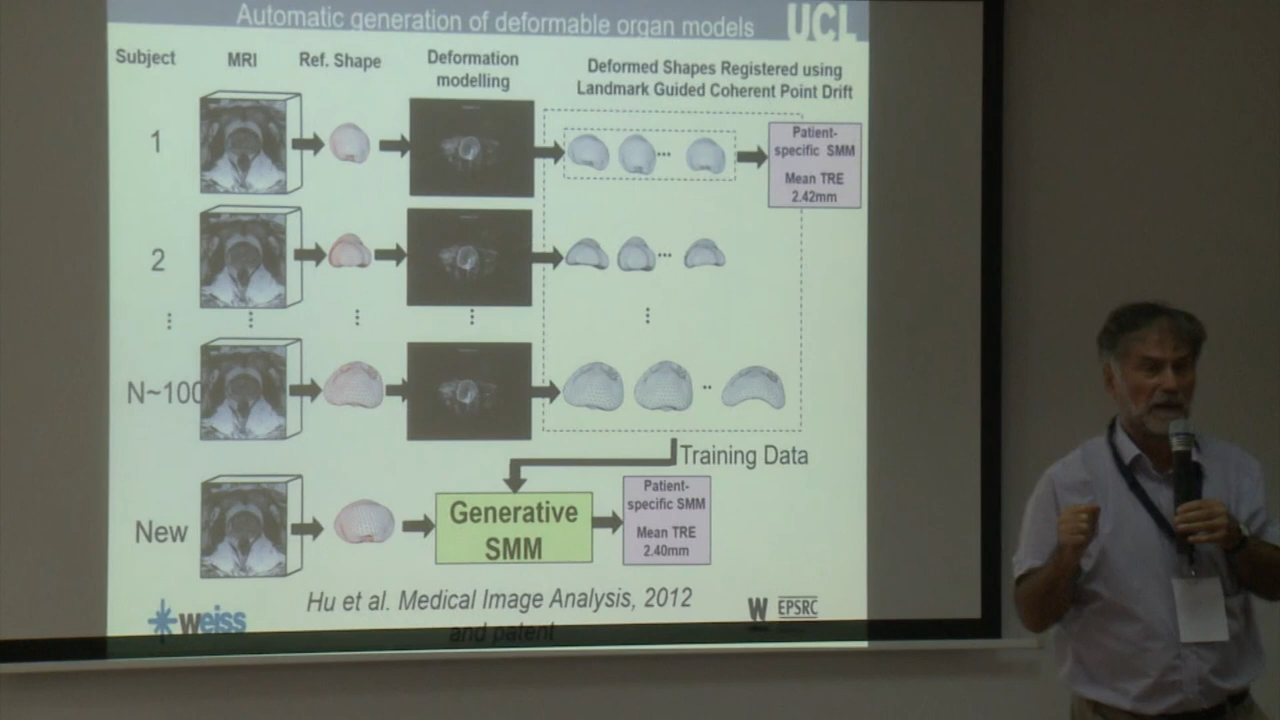 Automatic generation of deformable organ models
UCL
Subject
MRI
Ref. Shape
Deformation
modelling
Deformed Shapes Registered using
Landmark Guided Coherent Point Drift
1
Patient-
specific SMM
Mean TRE
2.42mm
2
N~100
Training Data
New
Generative
SMM
Patient-
specific SMM
Mean TRE
2.40mm
Hu et al. Medical Image Analysis, 2012
and patent
weiss
W
EPSRC